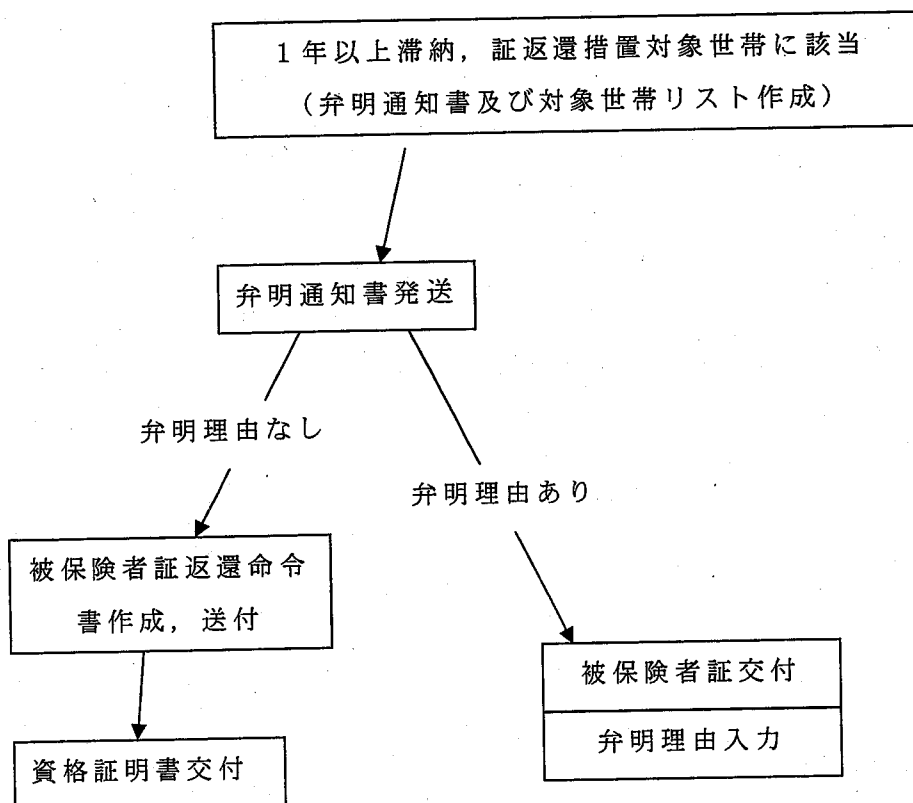 1年以上滞納，証返還措置対象世帯に該当
（弁明通知書及び対象世帯リスト作成）
弁明通知書発送
弁明理由なし
弁明理由あり
被保険者証返還命令
書作成，送付
被保険者証交付
弁明理由入力
資格証明書交付